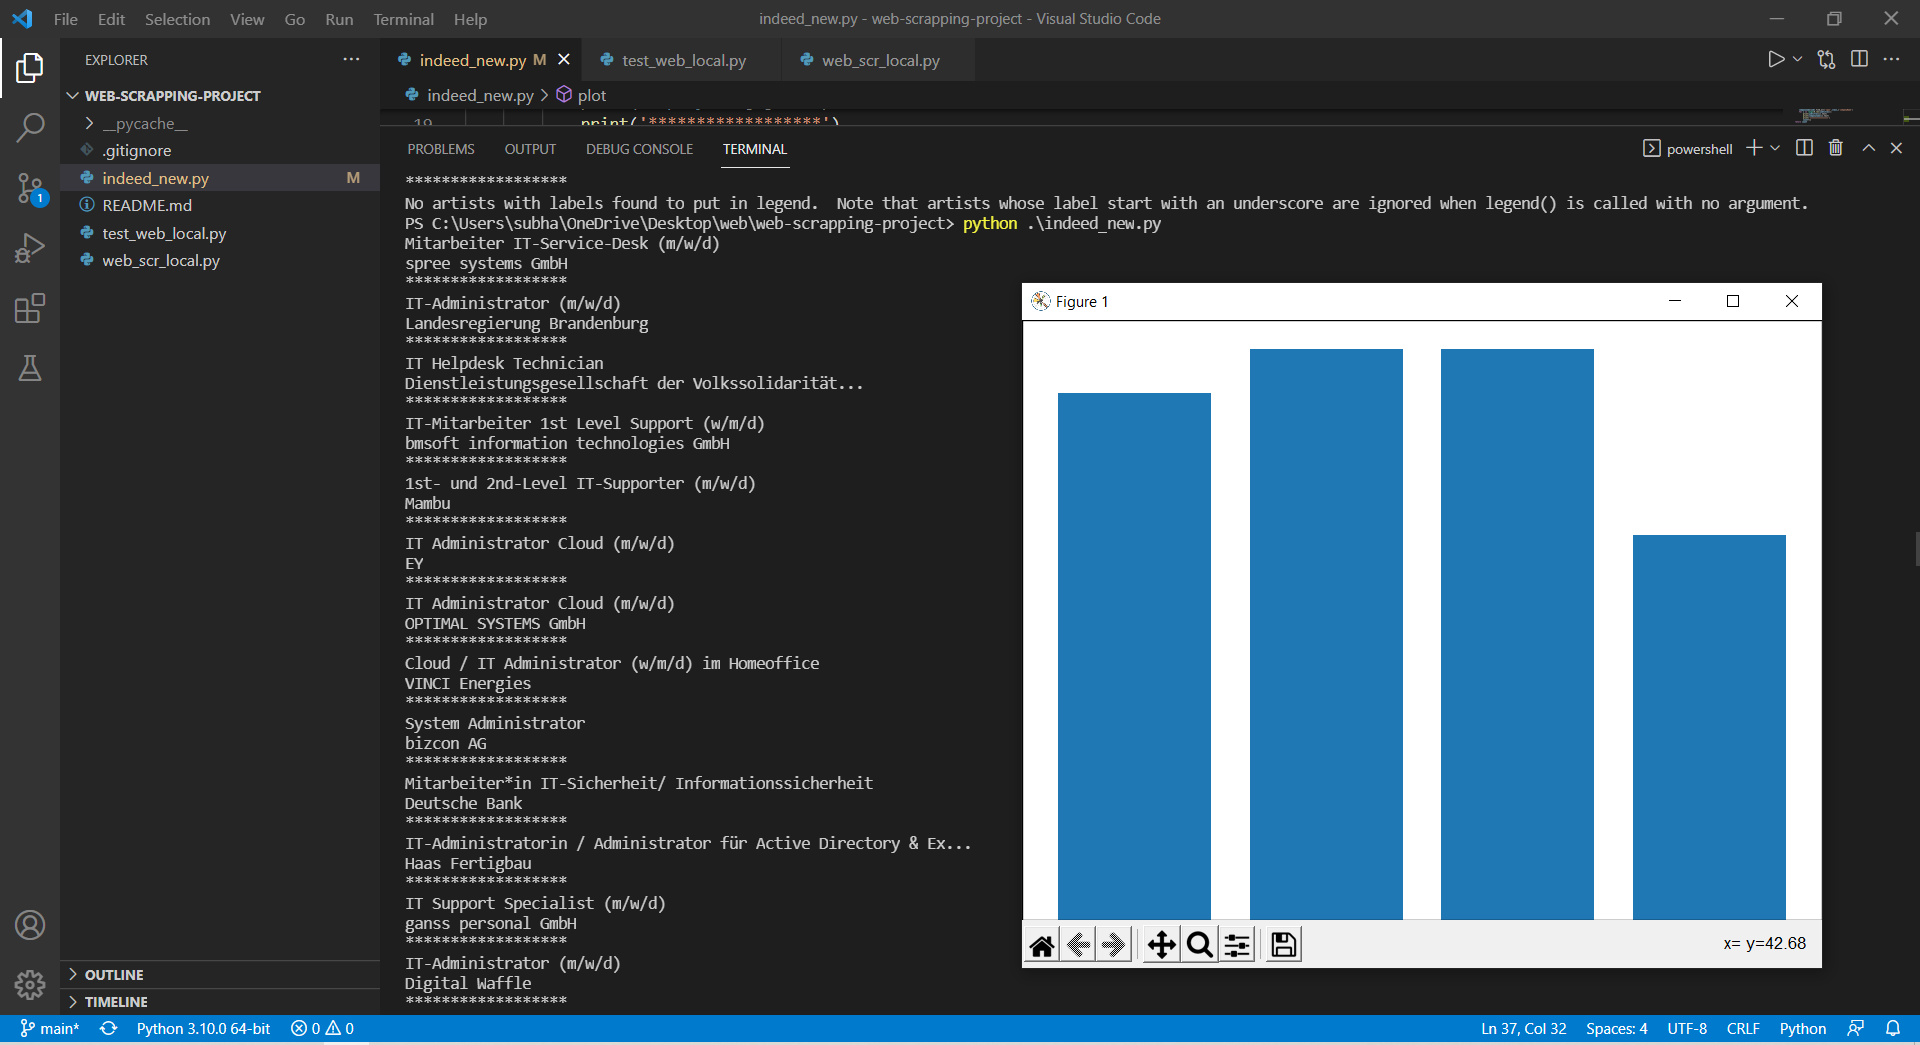 File Edit Selection View Go Run Terminal Help
indeed_new.py - web-scrapping-project - Visual Studio Code
EXPLORER
WEB-SCRAPPING-PROJECT
__pycache__
.gitignore
indeed_new.py M
README.md
test_web_local.py
web_scr_local.py
OUTLINE
TIMELINE
1
indeed_new.py M
test_web_local.py
web_scr_local.py
indeed_new.py > plot
19 print('******************')
PROBLEMS OUTPUT DEBUG CONSOLE TERMINAL
powershell
******************
No artists with labels found to put in legend.  Note that artists whose label start with an underscore are ignored when legend() is called with no argument.
PS C:\Users\subha\OneDrive\Desktop\web\web-scrapping-project> python .\indeed_new.py
Mitarbeiter IT-Service-Desk (m/w/d)
spree systems GmbH
******************
IT-Administrator (m/w/d)
Landesregierung Brandenburg
******************
IT Helpdesk Technician
Dienstleistungsgesellschaft der Volkssolidarität...
******************
IT-Mitarbeiter 1st Level Support (w/m/d)
bmsoft information technologies GmbH
******************
1st- und 2nd-Level IT-Supporter (m/w/d)
Mambu
******************
IT Administrator Cloud (m/w/d)
EY
******************
IT Administrator Cloud (m/w/d)
OPTIMAL SYSTEMS GmbH
******************
Cloud / IT Administrator (w/m/d) im Homeoffice
VINCI Energies
******************
System Administrator
bizcon AG
******************
Mitarbeiter*in IT-Sicherheit/ Informationssicherheit
Deutsche Bank
******************
IT-Administratorin / Administrator für Active Directory & Ex...
Haas Fertigbau
******************
IT Support Specialist (m/w/d)
ganss personal GmbH
******************
IT-Administrator (m/w/d)
Digital Waffle
******************
Figure 1
x= y=42.68
main* Python 3.10.0 64-bit 0 0
Ln 37, Col 32 Spaces: 4 UTF-8 CRLF Python